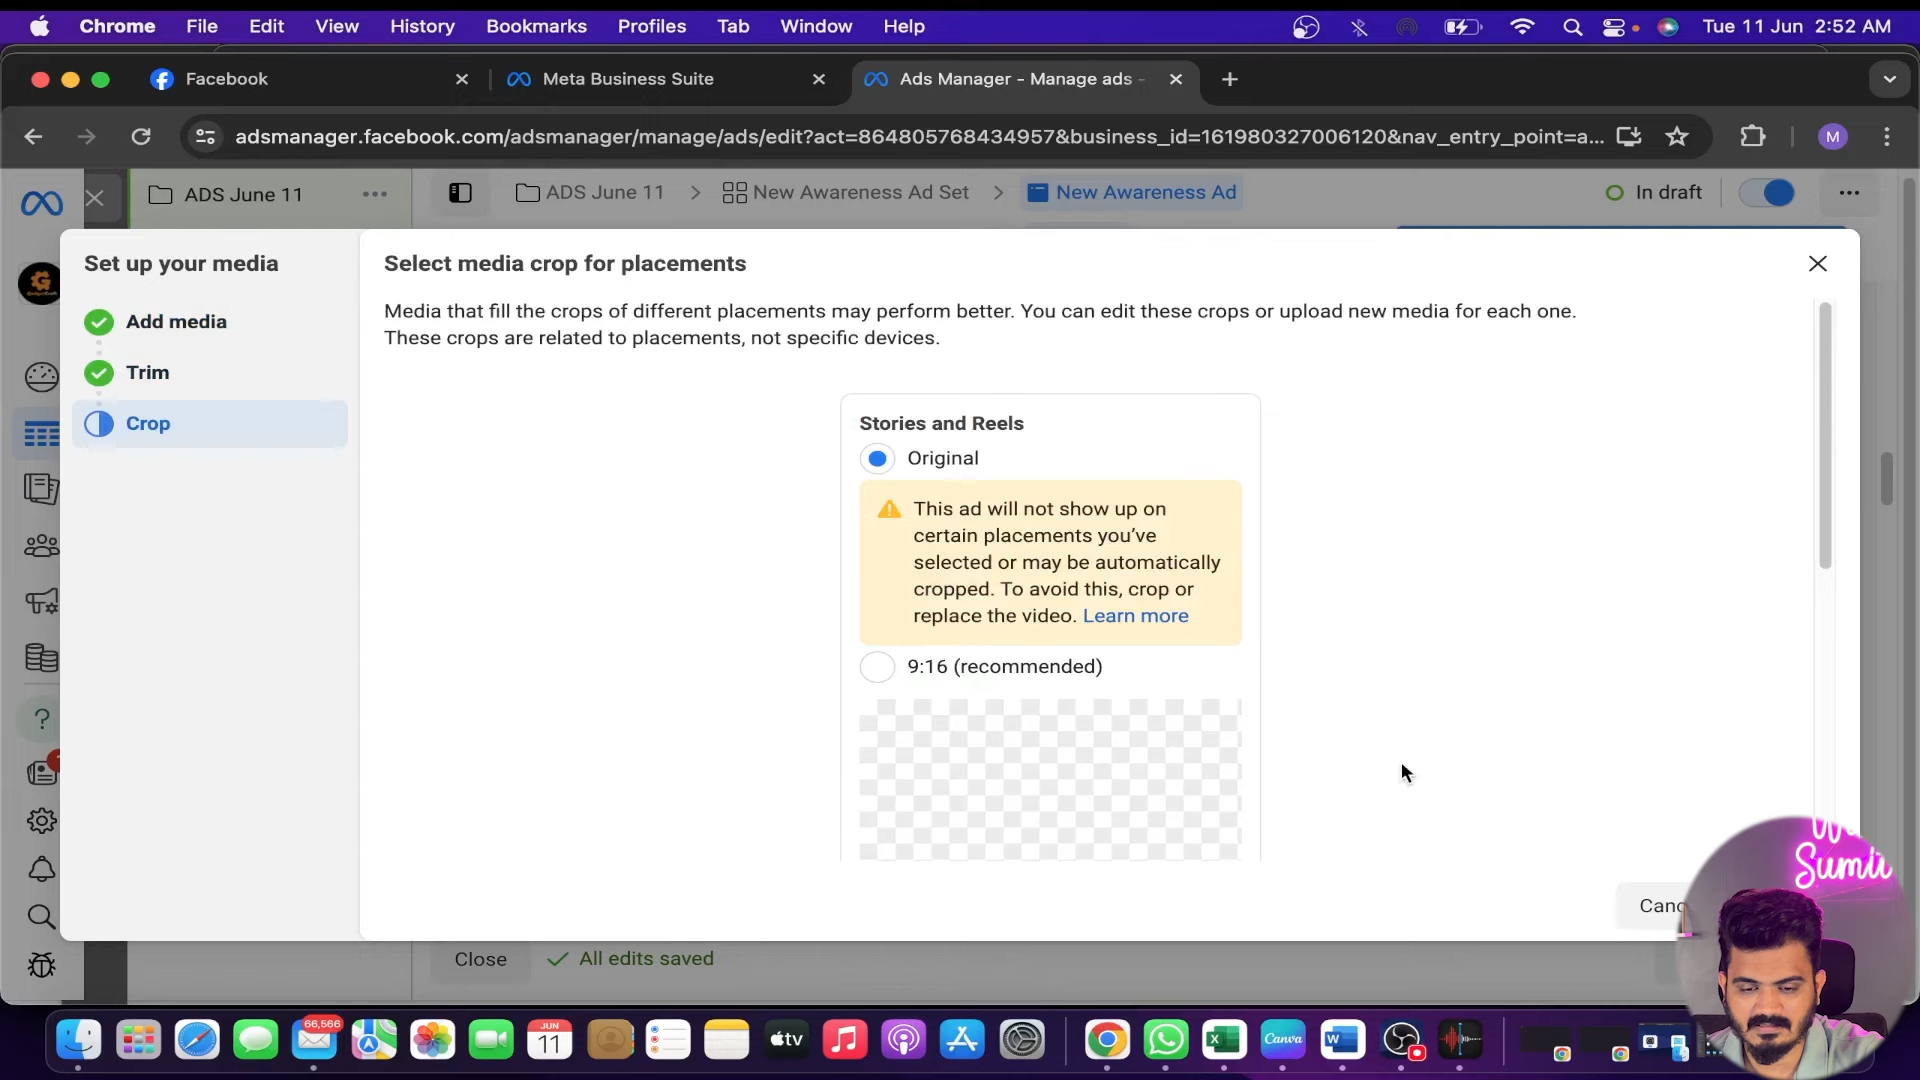 Chrome File Edit View History Bookmarks Profiles Tab Window Help Tue 11 Jun 2:52 AM
Facebook Meta Business Suite Ads Manager - Manage ads -
adsmanager.facebook.com/adsmanager/manage/ads/edit?act=864805768434957&business_id=161980327006120&nav_entry_point=a... M
ADS June 11 ADS June 11 New Awareness Ad Set New Awareness Ad In draft
Set up your media
Add media
Trim
Crop
Select media crop for placements
Media that fill the crops of different placements may perform better. You can edit these crops or upload new media for each one.
These crops are related to placements, not specific devices.
Stories and Reels
Original
This ad will not show up on
certain placements you've
selected or may be automatically
cropped. To avoid this, crop or
replace the video. Learn more
9:16 (recommended)
Canc
Sumit
Close All edits saved
66,566
JUN
11
tv
Canva
W